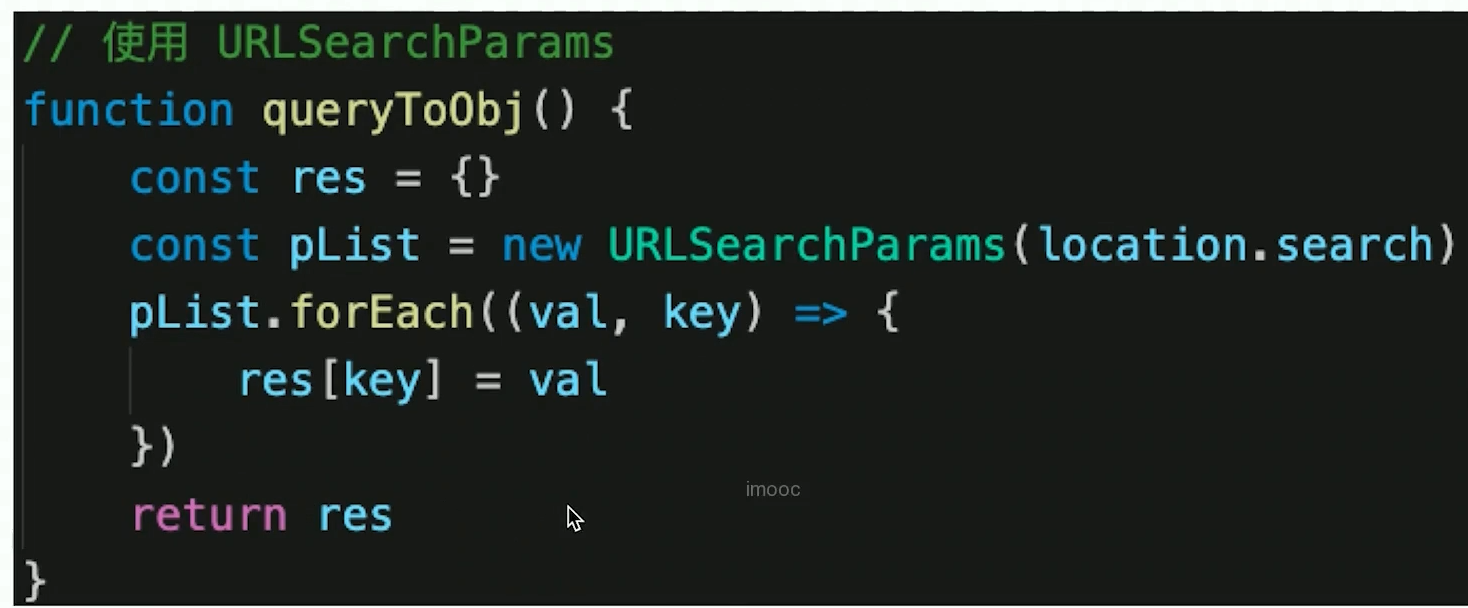 // 使用 URLSearchParams
function queryToObj() {
    const res = {}
    const pList = new URLSearchParams(location.search)
    pList.forEach((val, key) => {
        res[key] = val
    })
    return res
}
imooc